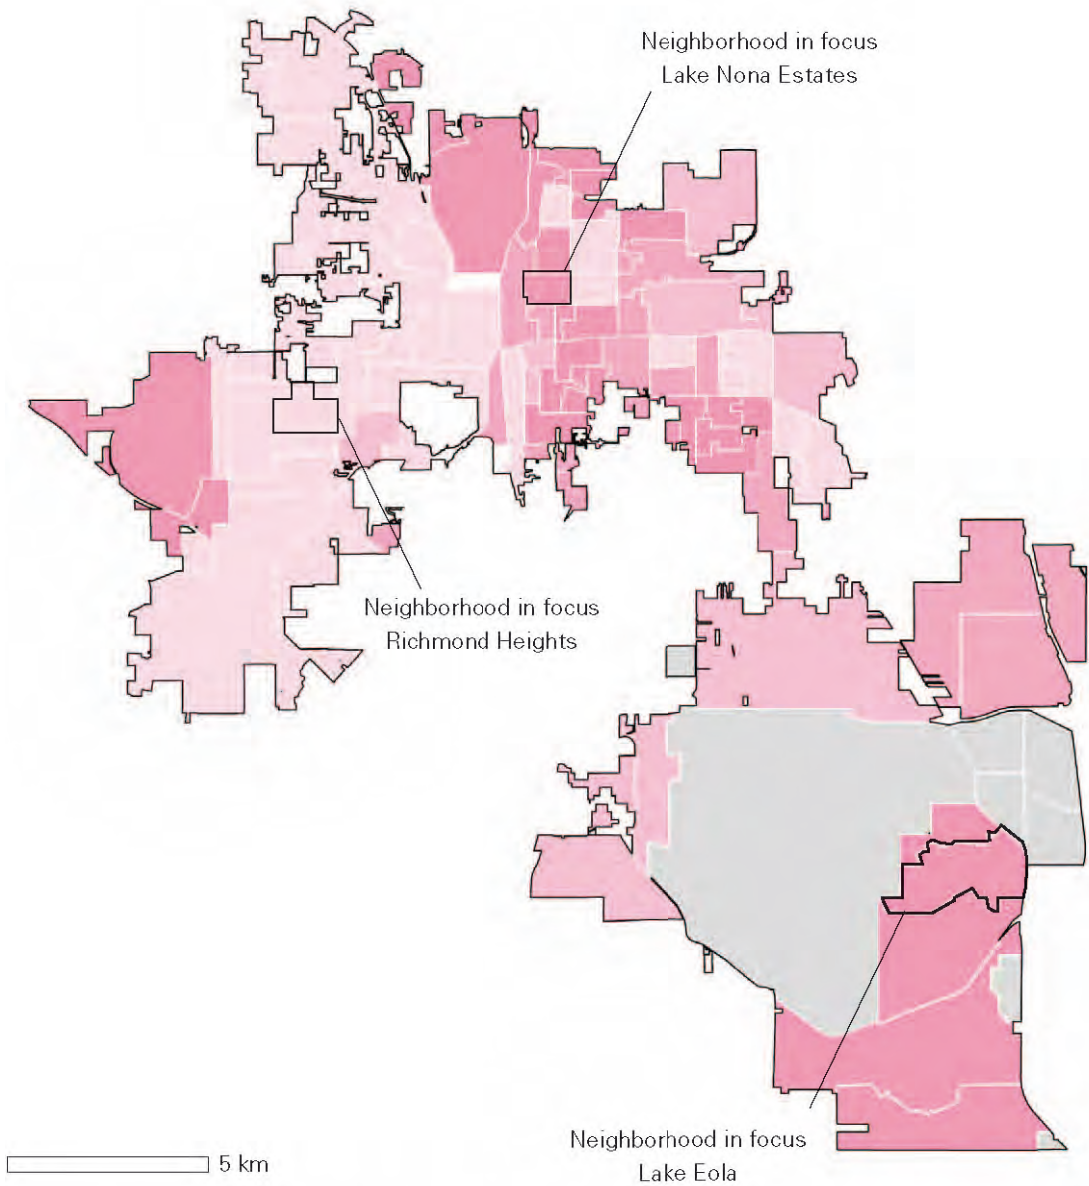 Neighborhood in focus
Lake Nona Estates
Neighborhood in focus
Richmond Heights
Neighborhood in focus
Lake Eola
5 km